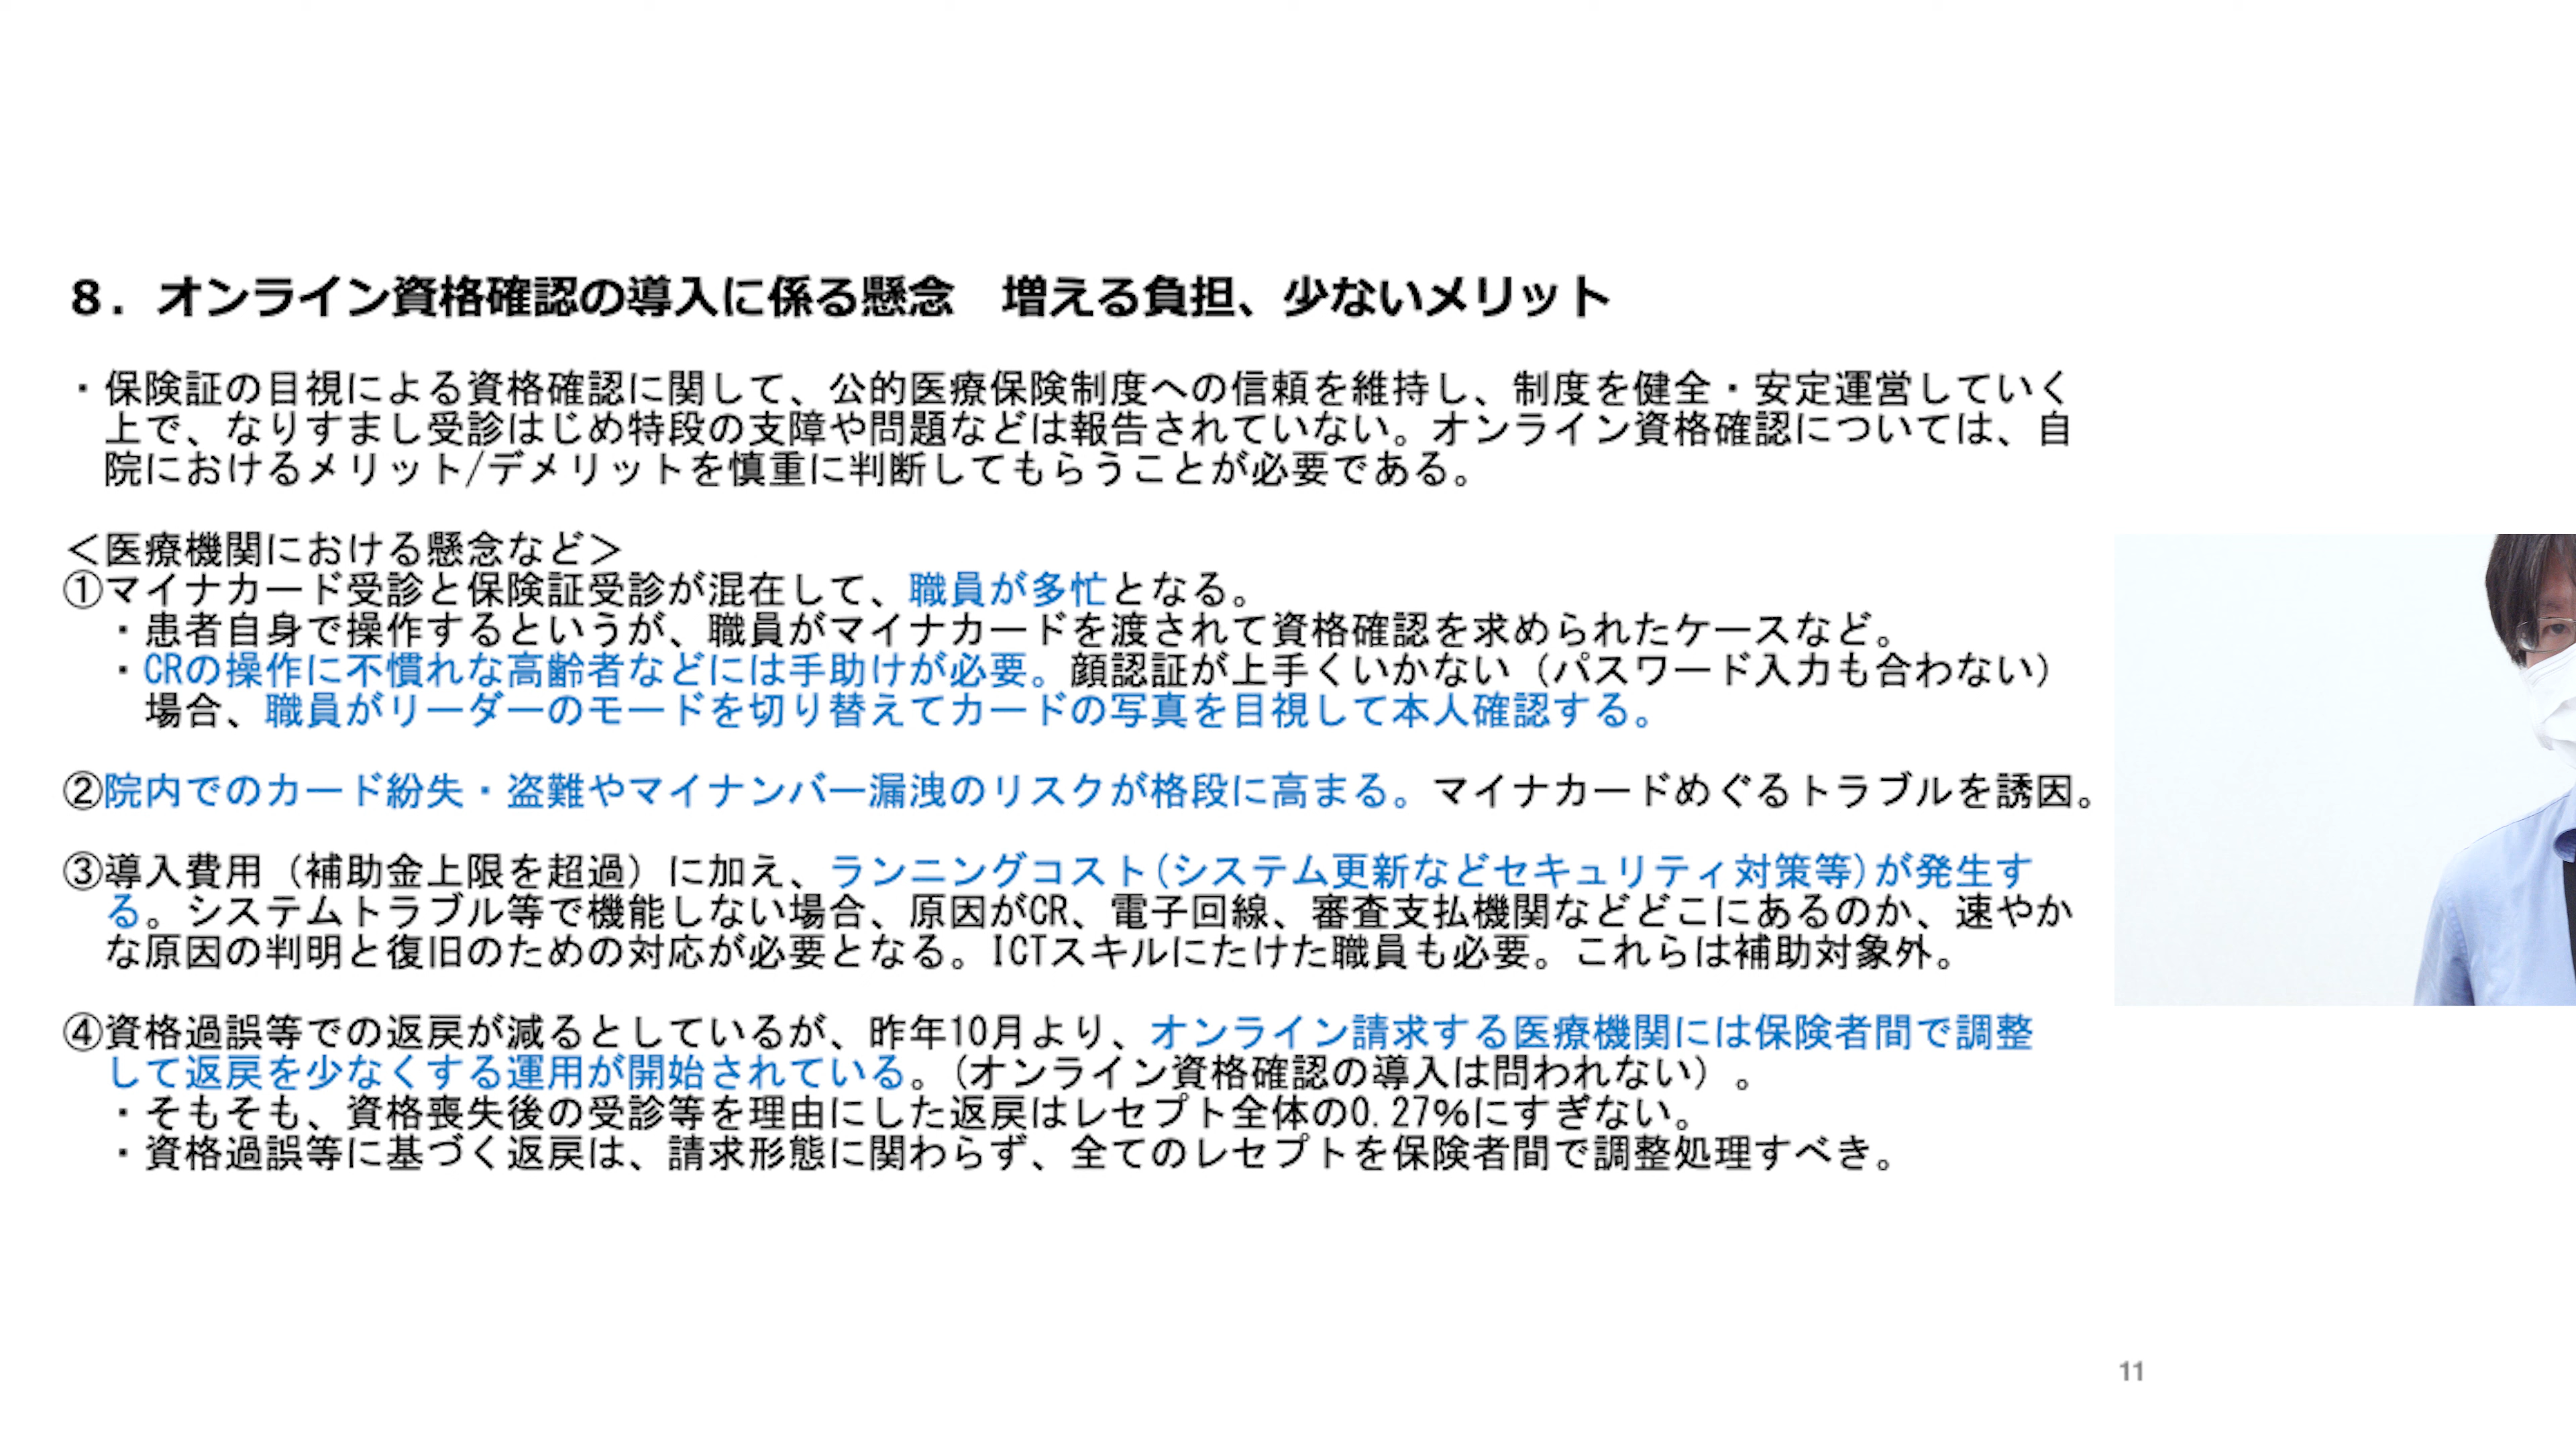 ８．オンライン資格確認の導入に係る懸念　増える負担、少ないメリット
・保険証の目視による資格確認に関して、公的医療保険制度への信頼を維持し、制度を健全・安定運営していく
上で、なりすまし受診はじめ特段の支障や問題などは報告されていない。オンライン資格確認については、自
院におけるメリット/デメリットを慎重に判断してもらうことが必要である。
＜医療機関における懸念など＞
①マイナカード受診と保険証受診が混在して、職員が多忙となる。
・患者自身で操作するというが、職員がマイナカードを渡されて資格確認を求められたケースなど。
・CRの操作に不慣れな高齢者などには手助けが必要。顔認証が上手くいかない（パスワード入力も合わない）
場合、職員がリーダーのモードを切り替えてカードの写真を目視して本人確認する。
②院内でのカード紛失・盗難やマイナンバー漏洩のリスクが格段に高まる。マイナカードめぐるトラブルを誘因。
③導入費用（補助金上限を超過）に加え、ランニングコスト(システム更新などセキュリティ対策等)が発生す
る。システムトラブル等で機能しない場合、原因がCR、電子回線、審査支払機関などどこにあるのか、速やか
な原因の判明と復旧のための対応が必要となる。ICTスキルにたけた職員も必要。これらは補助対象外。
④資格過誤等での返戻が減るとしているが、昨年10月より、オンライン請求する医療機関には保険者間で調整
して返戻を少なくする運用が開始されている。(オンライン資格確認の導入は問われない）。
・そもそも、資格喪失後の受診等を理由にした返戻はレセプト全体の0.27%にすぎない。
・資格過誤等に基づく返戻は、請求形態に関わらず、全てのレセプトを保険者間で調整処理すべき。
11